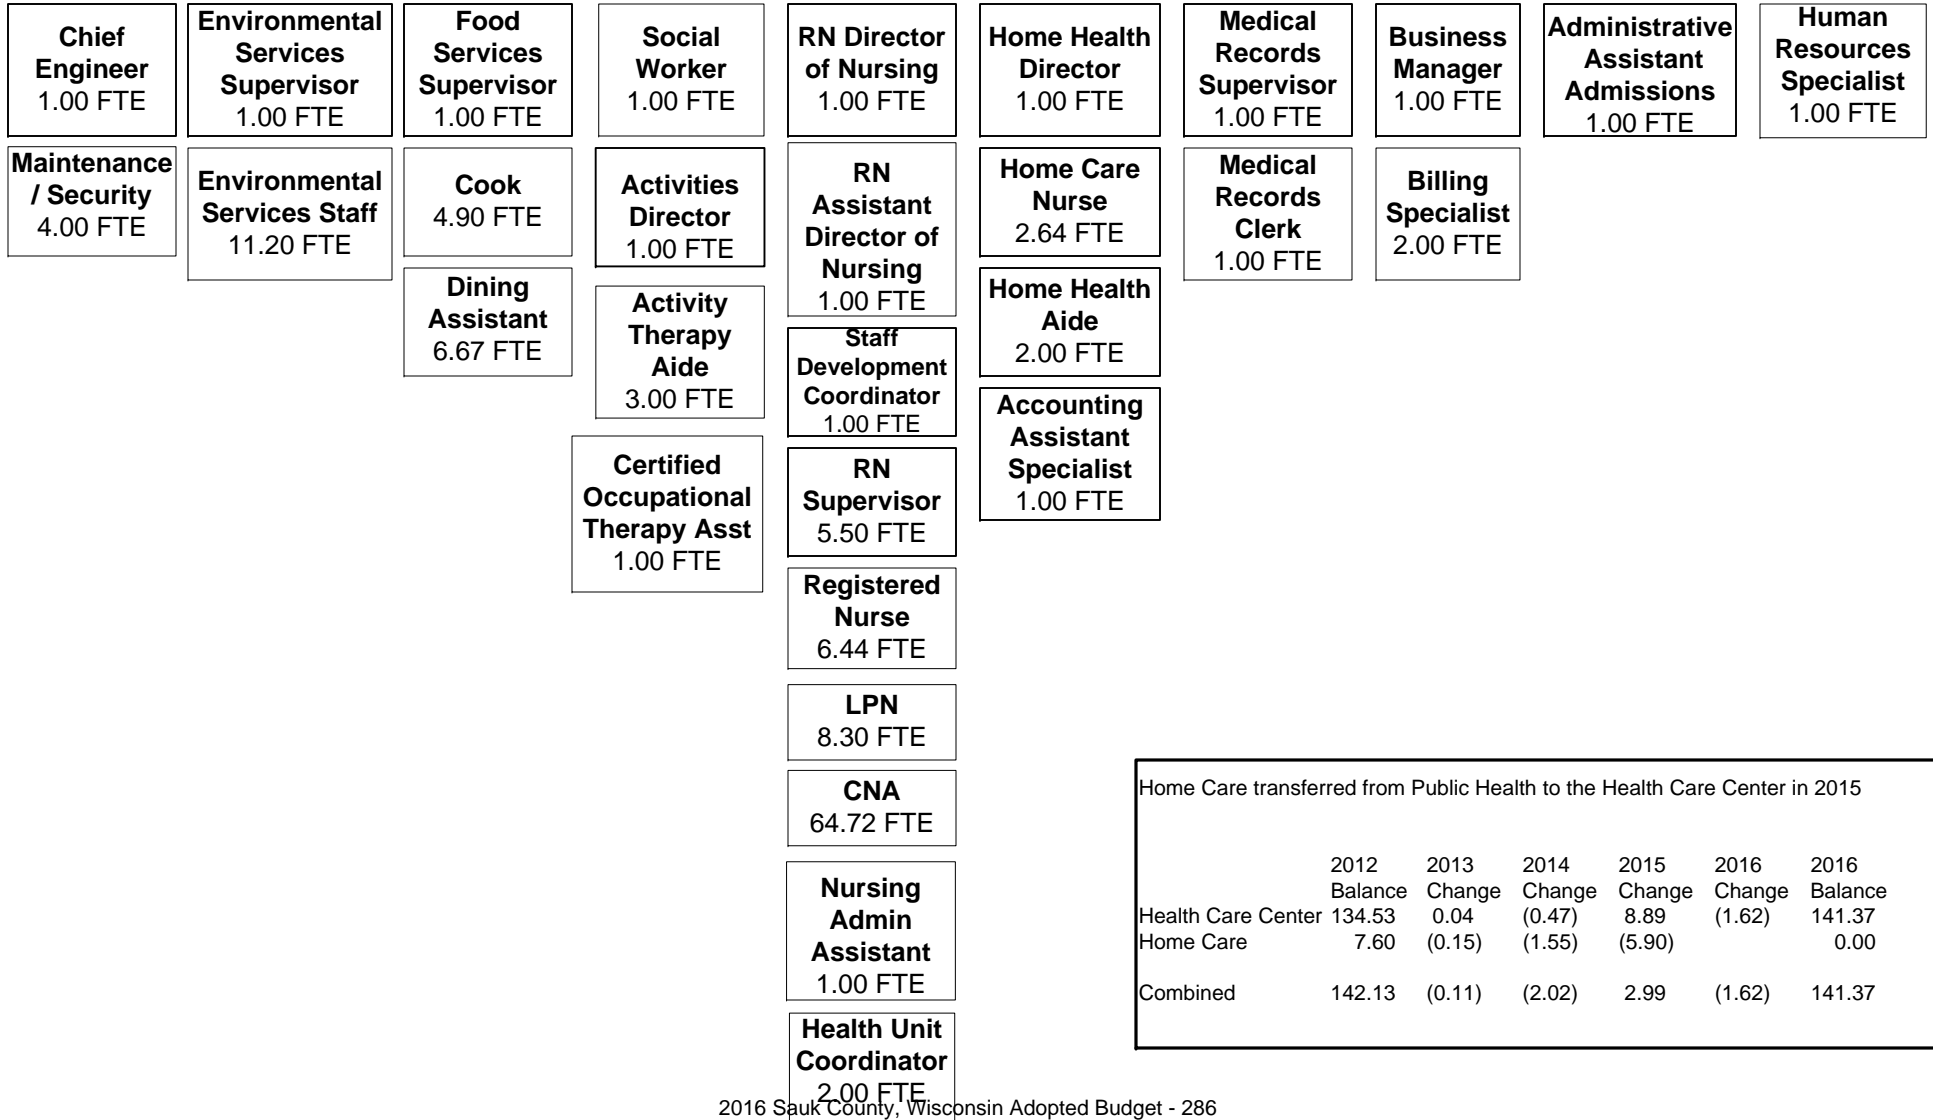 Chief
Engineer
1.00 FTE
Maintenance
/ Security
4.00 FTE
Environmental
Services
Supervisor
1.00 FTE
Environmental
Services Staff
11.20 FTE
Food
Services
Supervisor
1.00 FTE
Cook
4.90 FTE
Dining
Assistant
6.67 FTE
Social
Worker
1.00 FTE
Activities
Director
1.00 FTE
Activity
Therapy
Aide
3.00 FTE
Certified
Occupational
Therapy Asst
1.00 FTE
RN Director
of Nursing
1.00 FTE
RN
Assistant
Director of
Nursing
1.00 FTE
Staff
Development
Coordinator
1.00 FTE
RN
Supervisor
5.50 FTE
Registered
Nurse
6.44 FTE
LPN
8.30 FTE
CNA
64.72 FTE
Nursing
Admin
Assistant
1.00 FTE
Health Unit
Coordinator
2.00 FTE
Home Health
Director
1.00 FTE
Home Care
Nurse
2.64 FTE
Home Health
Aide
2.00 FTE
Accounting
Assistant
Specialist
1.00 FTE
Medical
Records
Supervisor
1.00 FTE
Medical
Records
Clerk
1.00 FTE
Business
Manager
1.00 FTE
Billing
Specialist
2.00 FTE
Administrative
Assistant
Admissions
1.00 FTE
Human
Resources
Specialist
1.00 FTE
Home Care transferred from Public Health to the Health Care Center in 2015
2012 2013 2014 2015 2016 2016
Balance Change Change Change Change Balance
Health Care Center 134.53 0.04 (0.47) 8.89 (1.62) 141.37
Home Care 7.60 (0.15) (1.55) (5.90) 0.00
Combined 142.13 (0.11) (2.02) 2.99 (1.62) 141.37
2016 Sauk County, Wisconsin Adopted Budget - 286